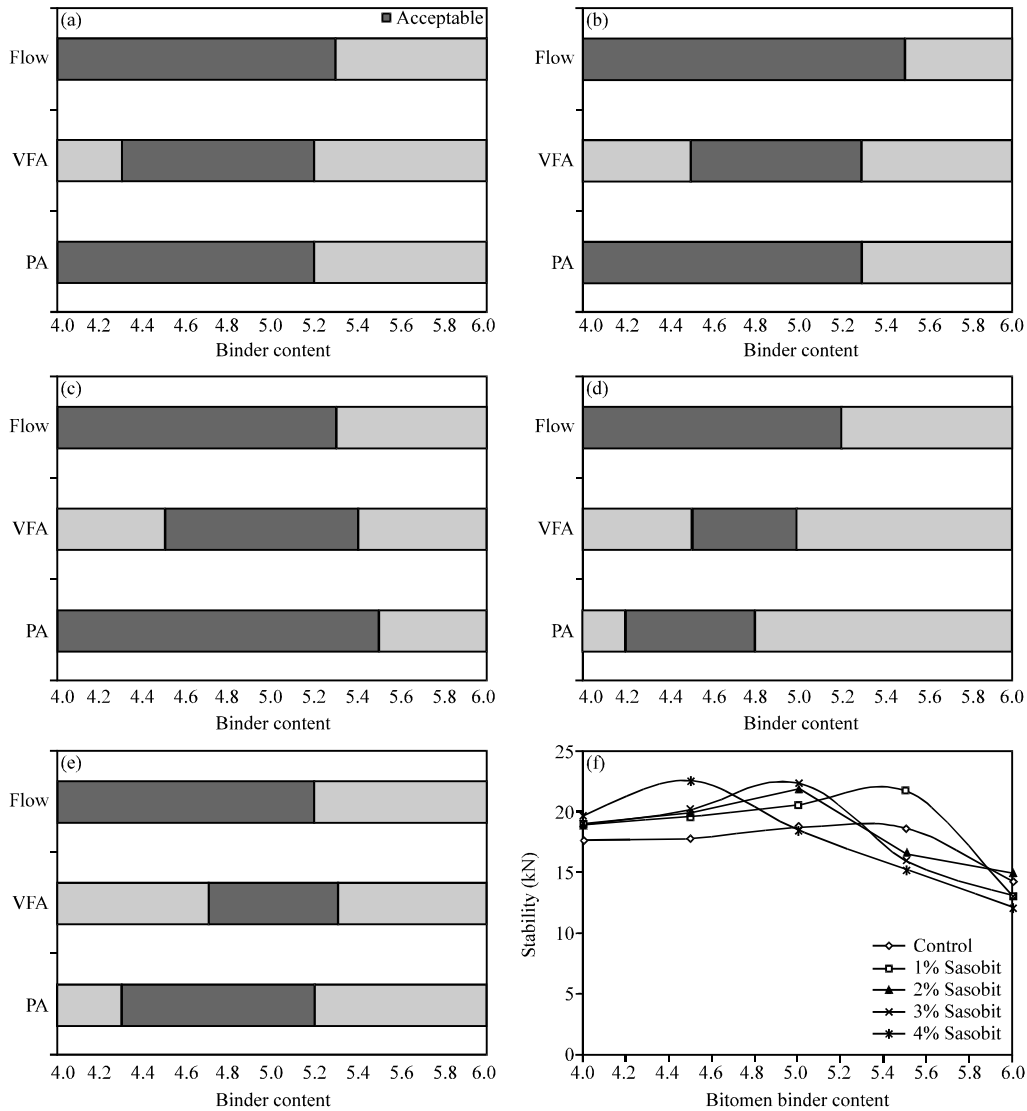 (a)
Acceptable
Flow
VFA
PA
4.0 4.2 4.4 4.6 4.8 5.0 5.2 5.4 5.6 5.8 6.0
Binder content
(b)
Flow
VFA
PA
4.0 4.2 4.4 4.6 4.8 5.0 5.2 5.4 5.6 5.8 6.0
Binder content
(c)
Flow
VFA
PA
4.0 4.2 4.4 4.6 4.8 5.0 5.2 5.4 5.6 5.8 6.0
Binder content
(d)
Flow
VFA
PA
4.0 4.2 4.4 4.6 4.8 5.0 5.2 5.4 5.6 5.8 6.0
Binder content
(e)
Flow
VFA
PA
4.0 4.2 4.4 4.6 4.8 5.0 5.2 5.4 5.6 5.8 6.0
Binder content
(f)
25
20
15
10
5
0
Stability (kN)
Control
1% Sasobit
2% Sasobit
3% Sasobit
4% Sasobit
4.0 4.2 4.4 4.6 4.8 5.0 5.2 5.4 5.6 5.8 6.0
Bitomen binder content